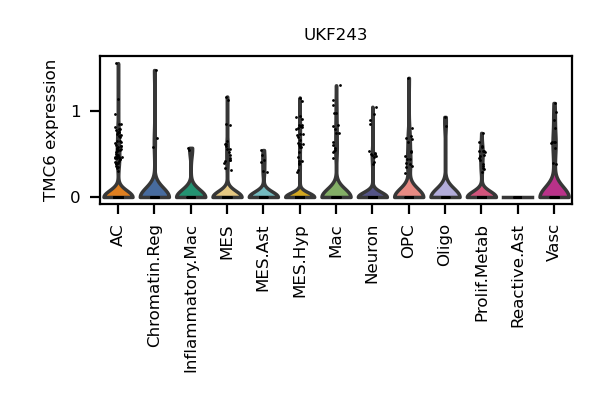 UKF243
TMC6 expression
1
0
AC
Chromatin.Reg
Inflammatory.Mac
MES
MES.Ast
MES.Hyp
Mac
Neuron
OPC
Oligo
Prolif.Metab
Reactive.Ast
Vasc